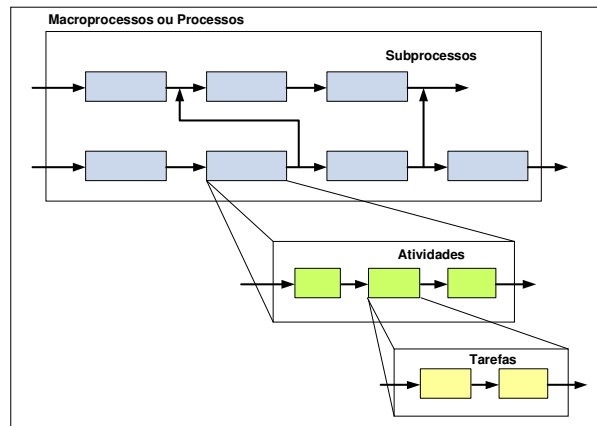 Macroprocessos ou Processos
Subprocessos
Atividades
Tarefas